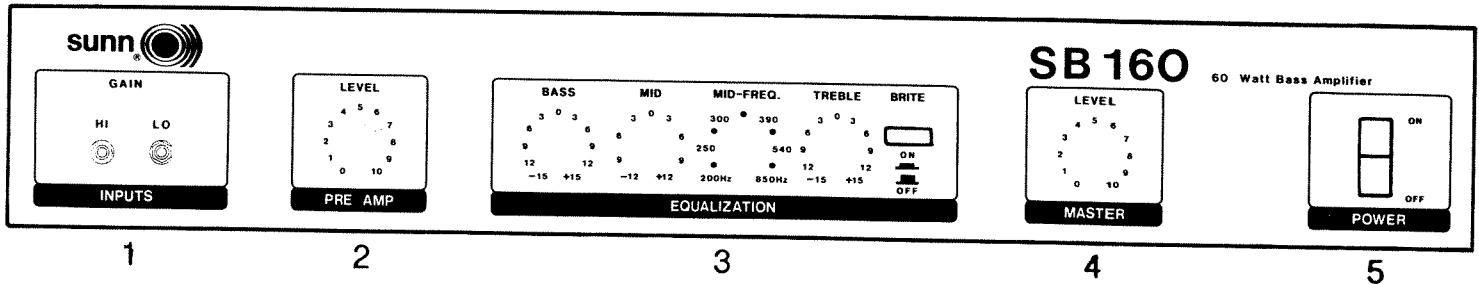 sunn®
SB 160 60 Watt Bass Amplifier
GAIN
HI LO
INPUTS
LEVEL
0 1 2 3 4 5 6 7 8 9 10
PRE AMP
BASS MID MID-FREQ. TREBLE BRITE
3 0 3
6 6
9 9
12 12
-15 +15
3 0 3
6 6
9 9
-12 +12
300 390
250 540
200Hz 850Hz
3 0 3
6 6
9 9
12 12
-15 +15
ON
OFF
EQUALIZATION
LEVEL
0 1 2 3 4 5 6 7 8 9 10
MASTER
ON
OFF
POWER
1 2 3 4 5